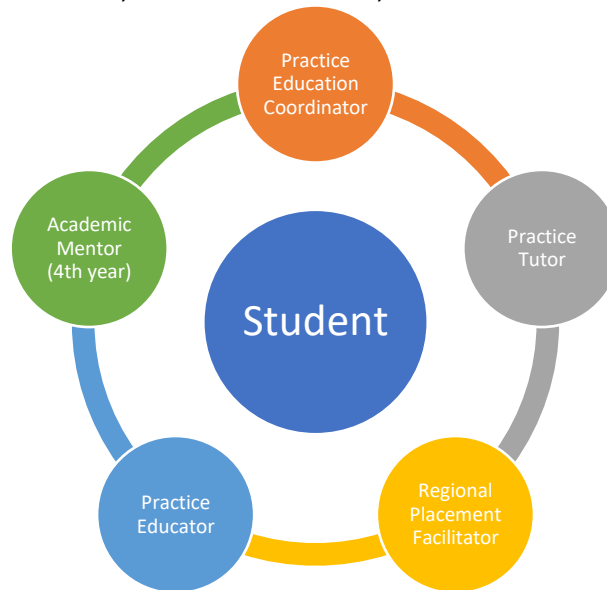 Practice
Education
Coordinator
Academic
Mentor
(4th year)
Practice
Tutor
Student
Practice
Educator
Regional
Placement
Facilitator